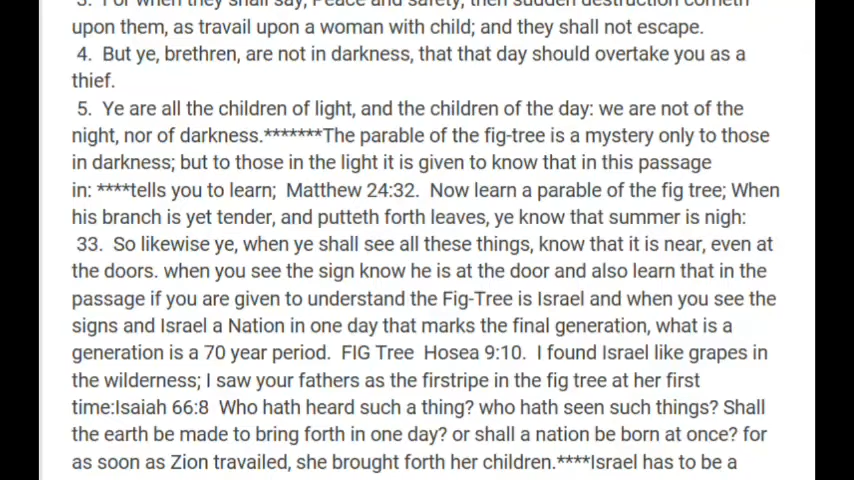 3. For when they shall say, Peace and safety; then sudden destruction cometh
upon them, as travail upon a woman with child; and they shall not escape.
4. But ye, brethren, are not in darkness, that that day should overtake you as a
thief.
5. Ye are all the children of light, and the children of the day: we are not of the
night, nor of darkness.*******The parable of the fig-tree is a mystery only to those
in darkness; but to those in the light it is given to know that in this passage
in: ****tells you to learn; Matthew 24:32. Now learn a parable of the fig tree; When
his branch is yet tender, and putteth forth leaves, ye know that summer is nigh:
33. So likewise ye, when ye shall see all these things, know that it is near, even at
the doors. when you see the sign know he is at the door and also learn that in the
passage if you are given to understand the Fig-Tree is Israel and when you see the
signs and Israel a Nation in one day that marks the final generation, what is a
generation is a 70 year period. FIG Tree Hosea 9:10. I found Israel like grapes in
the wilderness; I saw your fathers as the firstripe in the fig tree at her first
time:Isaiah 66:8 Who hath heard such a thing? who hath seen such things? Shall
the earth be made to bring forth in one day? or shall a nation be born at once? for
as soon as Zion travailed, she brought forth her children.****Israel has to be a